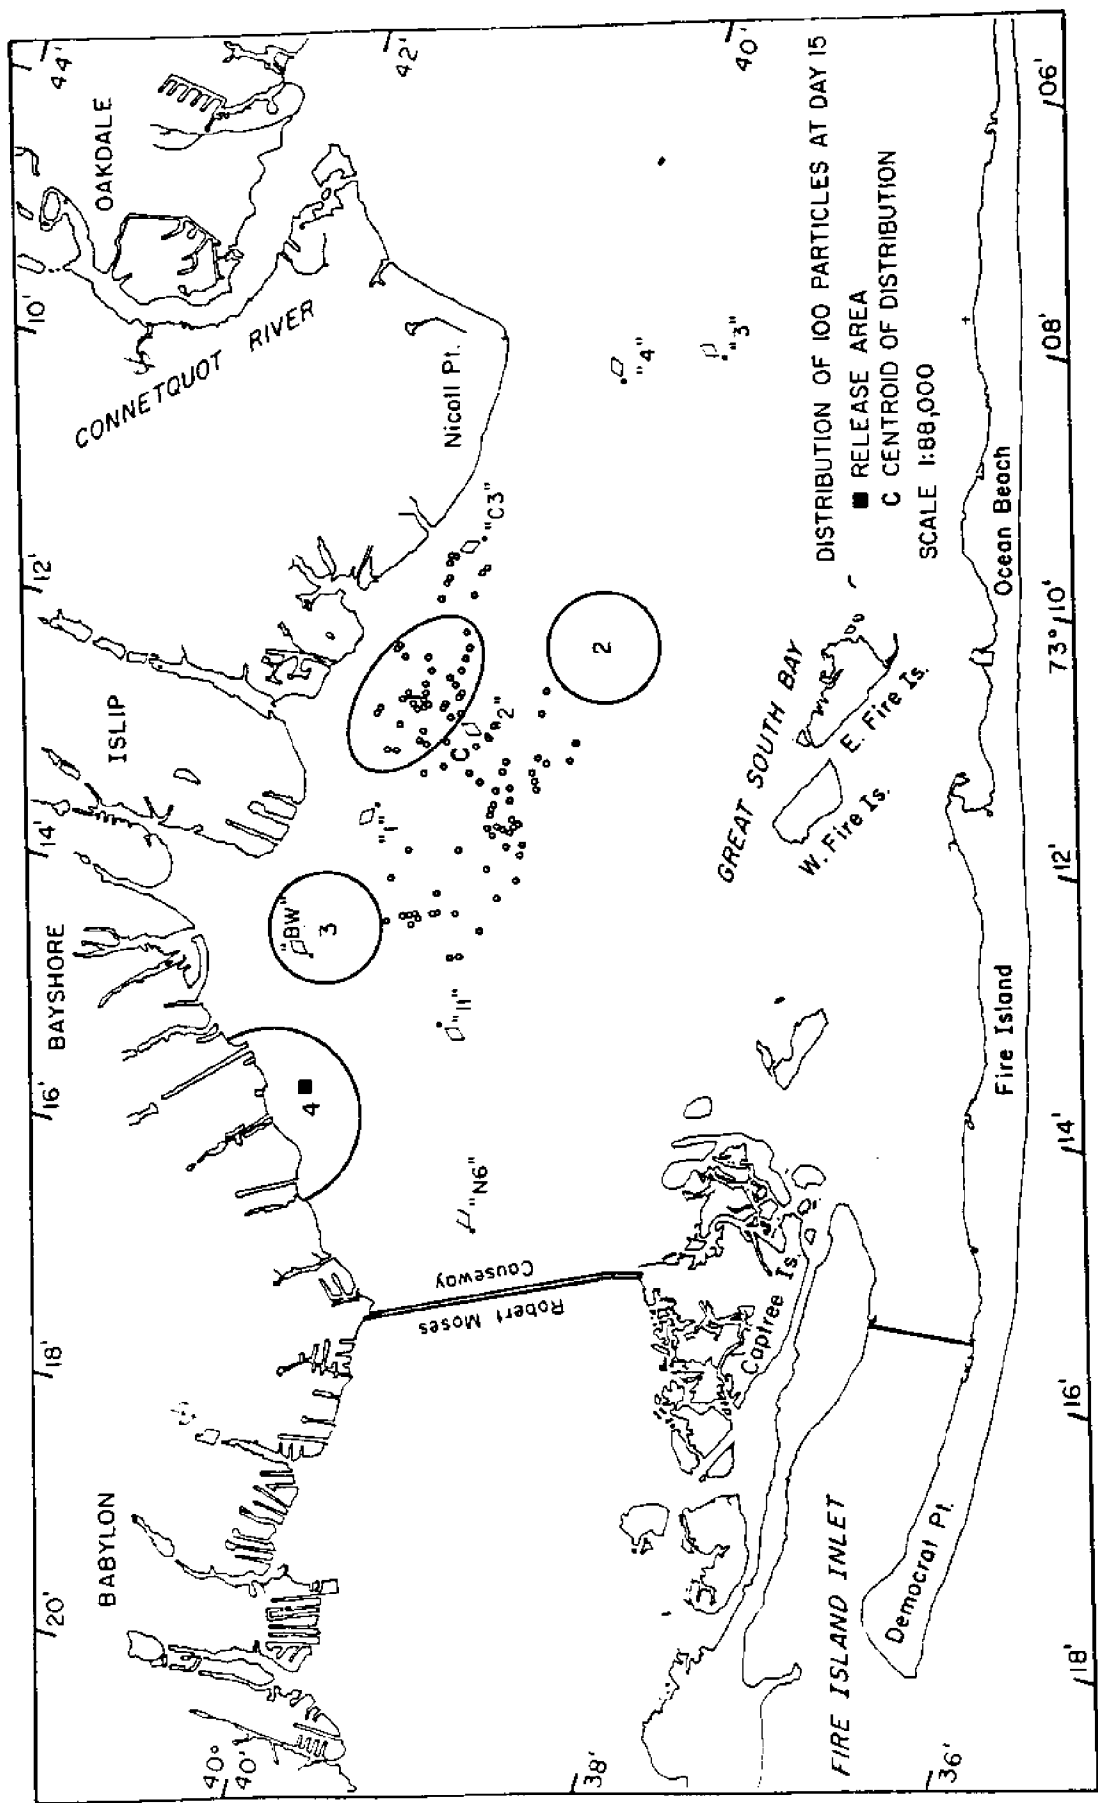 44'
42'
40'
OAKDALE
10'
CONNETQUOT RIVER
Nicoll Pt.
"4"
"3"
DISTRIBUTION OF 100 PARTICLES AT DAY 15
RELEASE AREA
C CENTROID OF DISTRIBUTION
SCALE 1:88,000
06'
08'
12'
ISLIP
"C3"
2
C
"2"
GREAT SOUTH BAY
E. Fire Is.
W. Fire Is.
Ocean Beach
73° 10'
14'
BAYSHORE
"1"
"BW"
3
"11"
12'
Fire Island
16'
4
"N6"
14'
Robert Moses
Causeway
Captree Is.
18'
16'
BABYLON
20'
FIRE ISLAND INLET
Democrat Pt.
40°
40'
38'
36'
18'